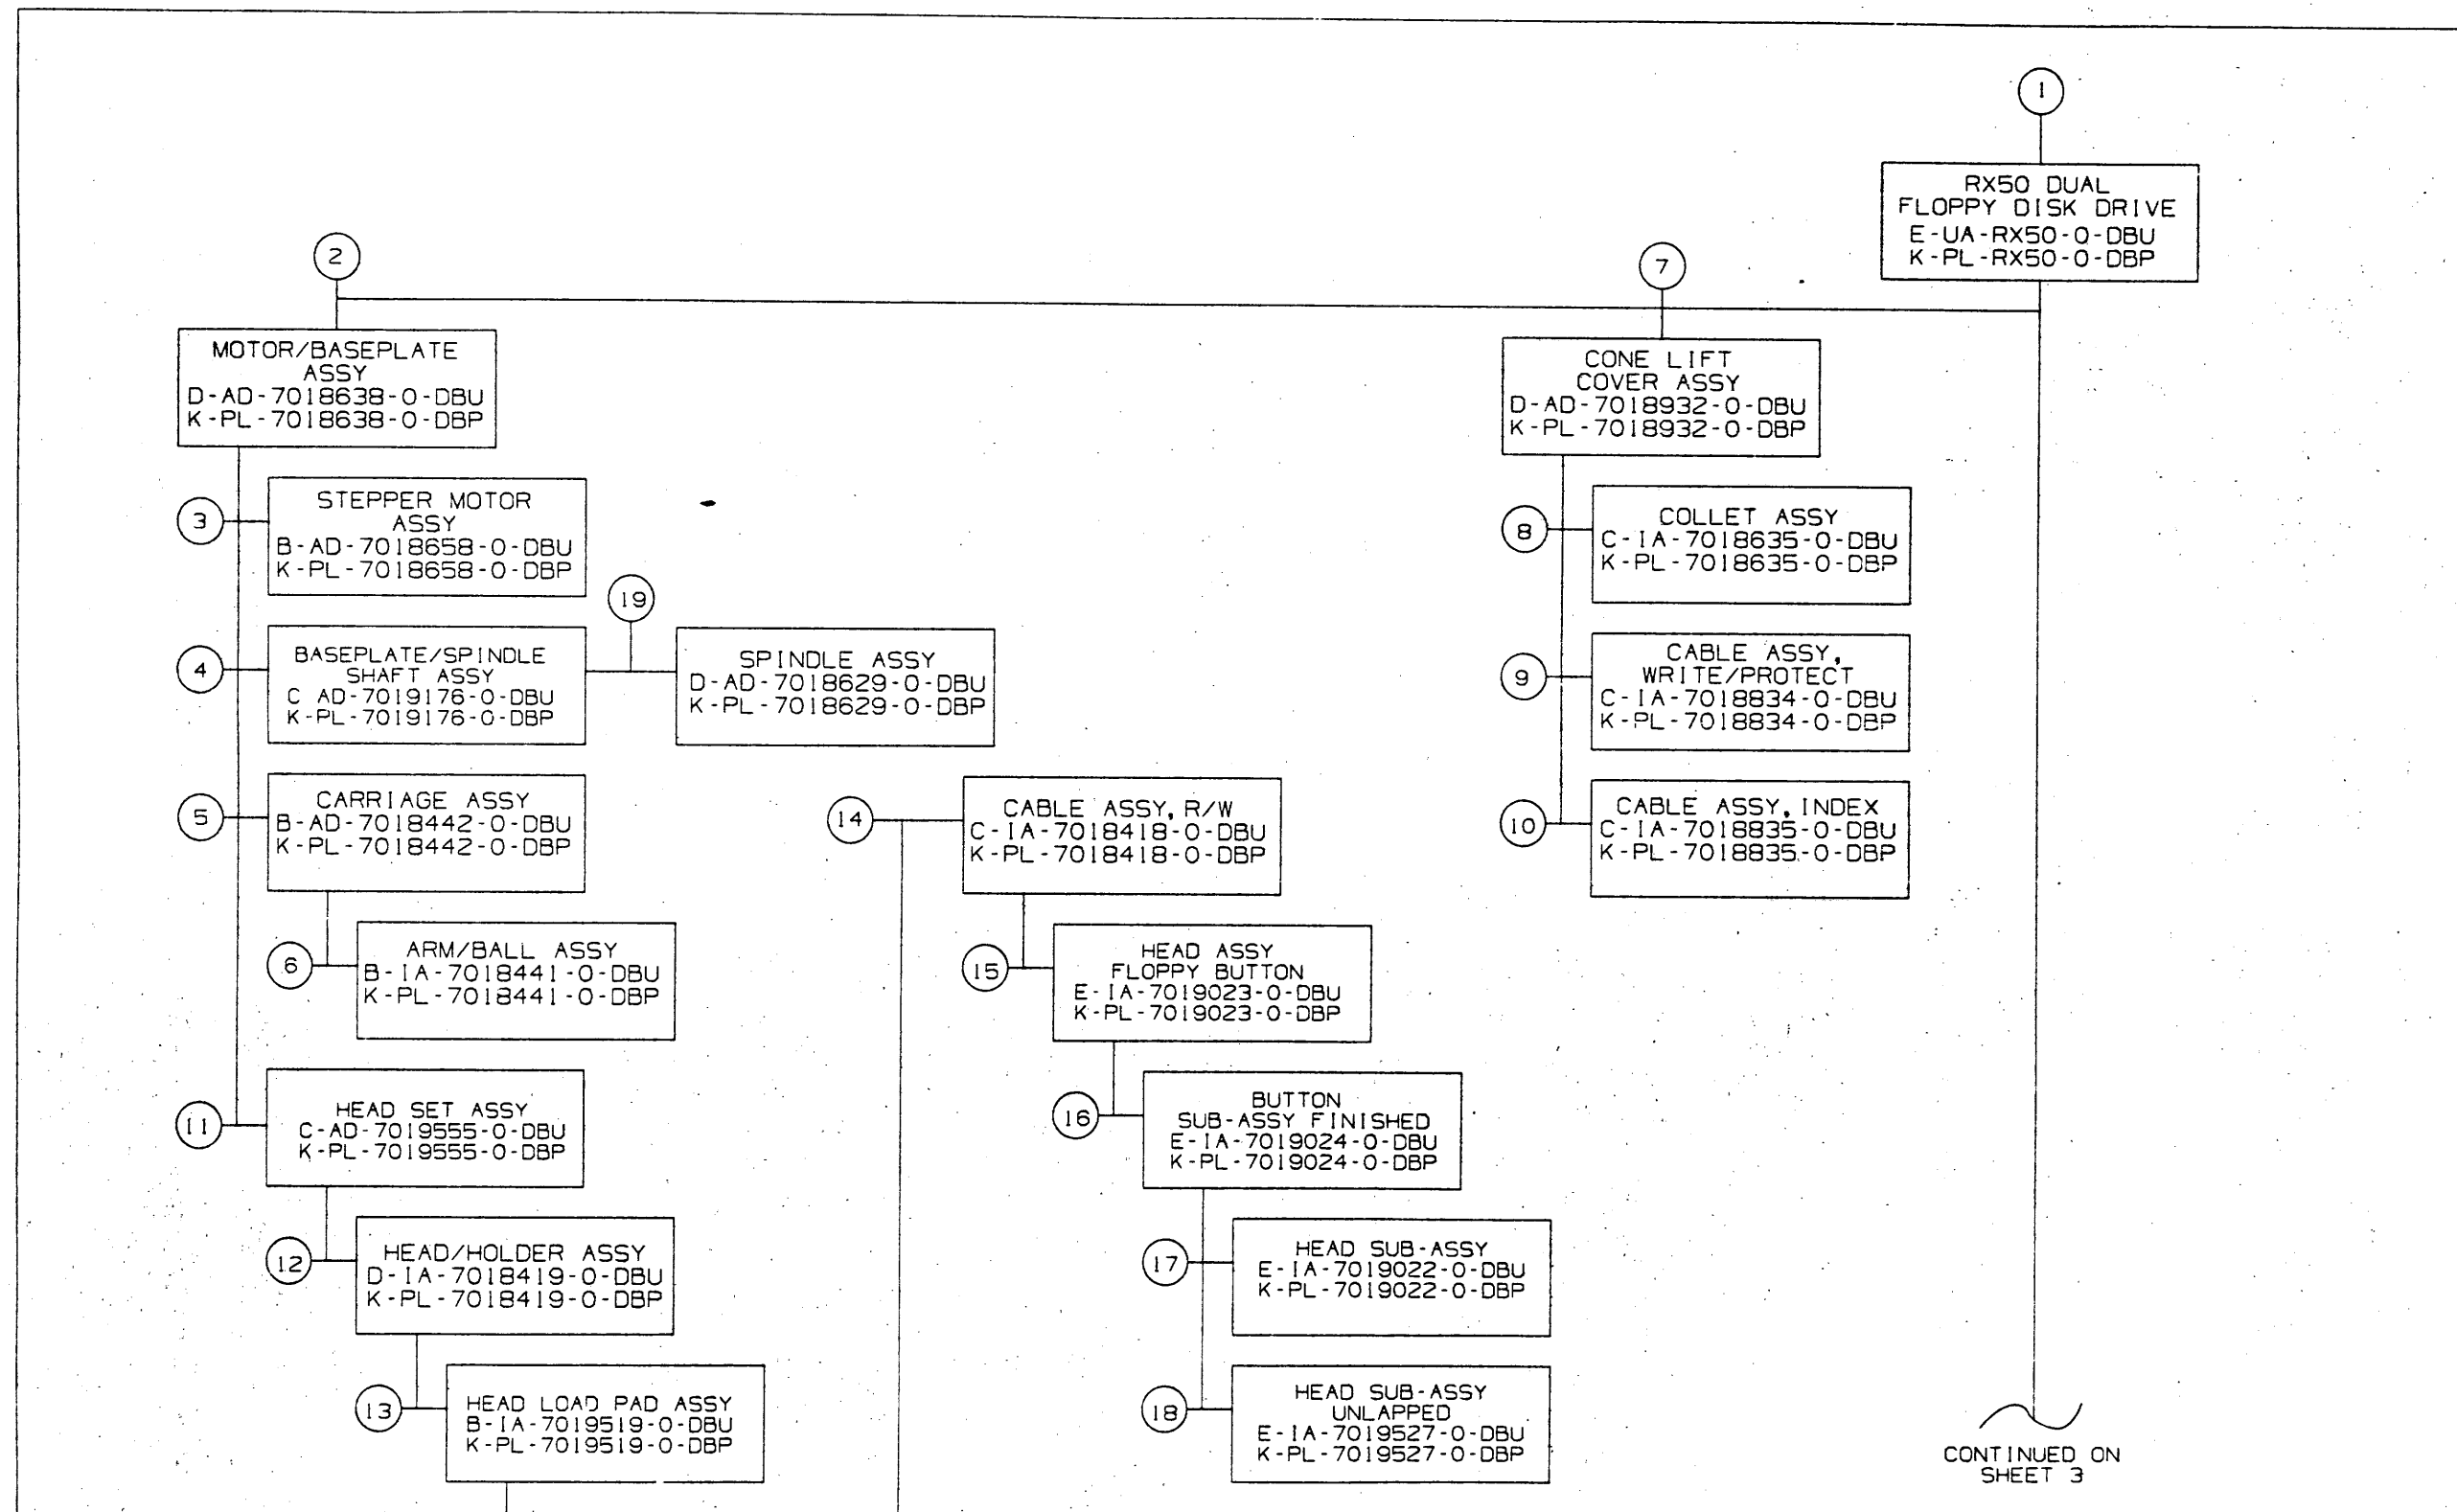 1
RX50 DUAL
FLOPPY DISK DRIVE
E-UA-RX50-0-DBU
K-PL-RX50-0-DBP
2
MOTOR/BASEPLATE
ASSY
D-AD-7018638-0-DBU
K-PL-7018638-0-DBP
3
STEPPER MOTOR
ASSY
B-AD-7018658-0-DBU
K-PL-7018658-0-DBP
4
BASEPLATE/SPINDLE
SHAFT ASSY
C AD-7019176-0-DBU
K-PL-7019176-0-DBP
19
SPINDLE ASSY
D-AD-7018629-0-DBU
K-PL-7018629-0-DBP
5
CARRIAGE ASSY
B-AD-7018442-0-DBU
K-PL-7018442-0-DBP
6
ARM/BALL ASSY
B-IA-7018441-0-DBU
K-PL-7018441-0-DBP
11
HEAD SET ASSY
C-AD-7019555-0-DBU
K-PL-7019555-0-DBP
12
HEAD/HOLDER ASSY
D-IA-7018419-0-DBU
K-PL-7018419-0-DBP
13
HEAD LOAD PAD ASSY
B-IA-7019519-0-DBU
K-PL-7019519-0-DBP
14
CABLE ASSY, R/W
C-IA-7018418-0-DBU
K-PL-7018418-0-DBP
15
HEAD ASSY
FLOPPY BUTTON
E-IA-7019023-0-DBU
K-PL-7019023-0-DBP
16
BUTTON
SUB-ASSY FINISHED
E-IA-7019024-0-DBU
K-PL-7019024-0-DBP
17
HEAD SUB-ASSY
E-IA-7019022-0-DBU
K-PL-7019022-0-DBP
18
HEAD SUB-ASSY
UNLAPPED
E-IA-7019527-0-DBU
K-PL-7019527-0-DBP
7
CONE LIFT
COVER ASSY
D-AD-7018932-0-DBU
K-PL-7018932-0-DBP
8
COLLET ASSY
C-IA-7018635-0-DBU
K-PL-7018635-0-DBP
9
CABLE ASSY,
WRITE/PROTECT
C-IA-7018834-0-DBU
K-PL-7018834-0-DBP
10
CABLE ASSY, INDEX
C-IA-7018835-0-DBU
K-PL-7018835-0-DBP
CONTINUED ON
SHEET 3